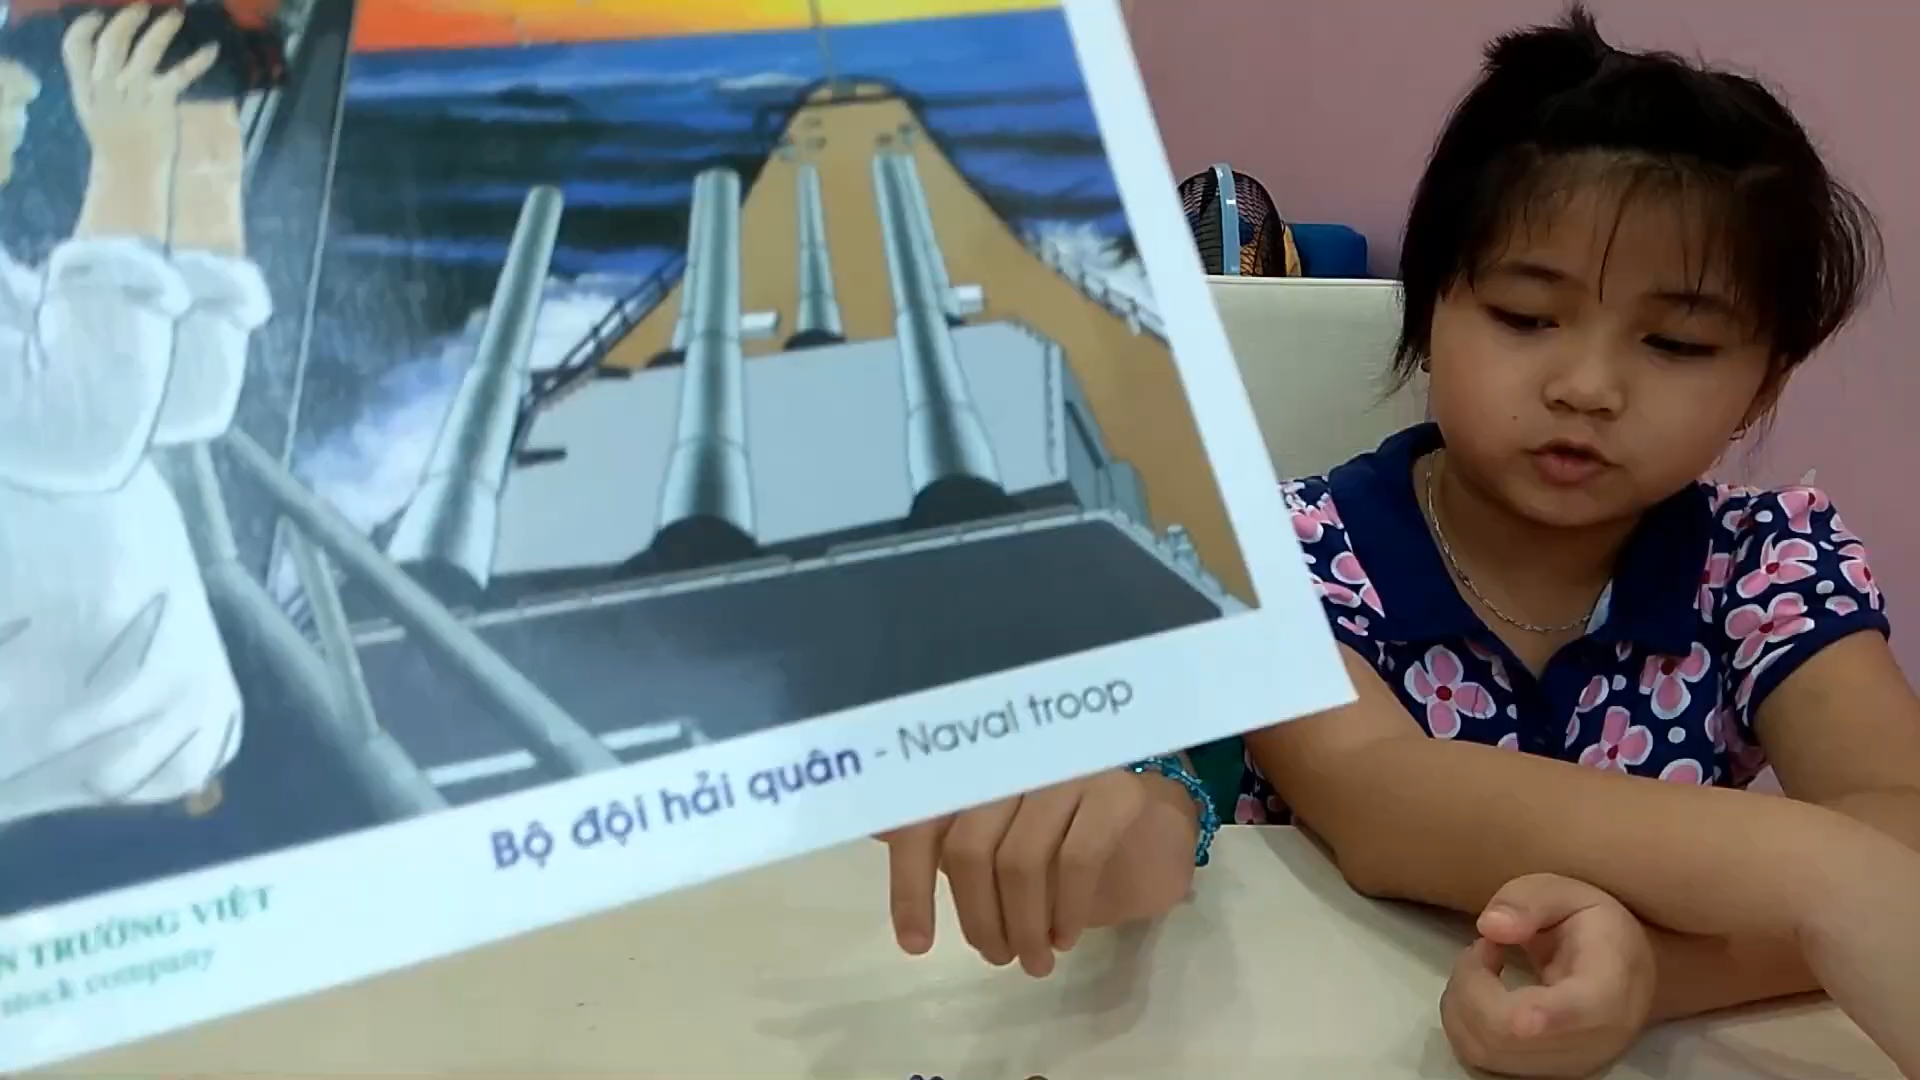 Bộ đội hải quân - Naval troop
TRƯỜNG VIỆT
stock company